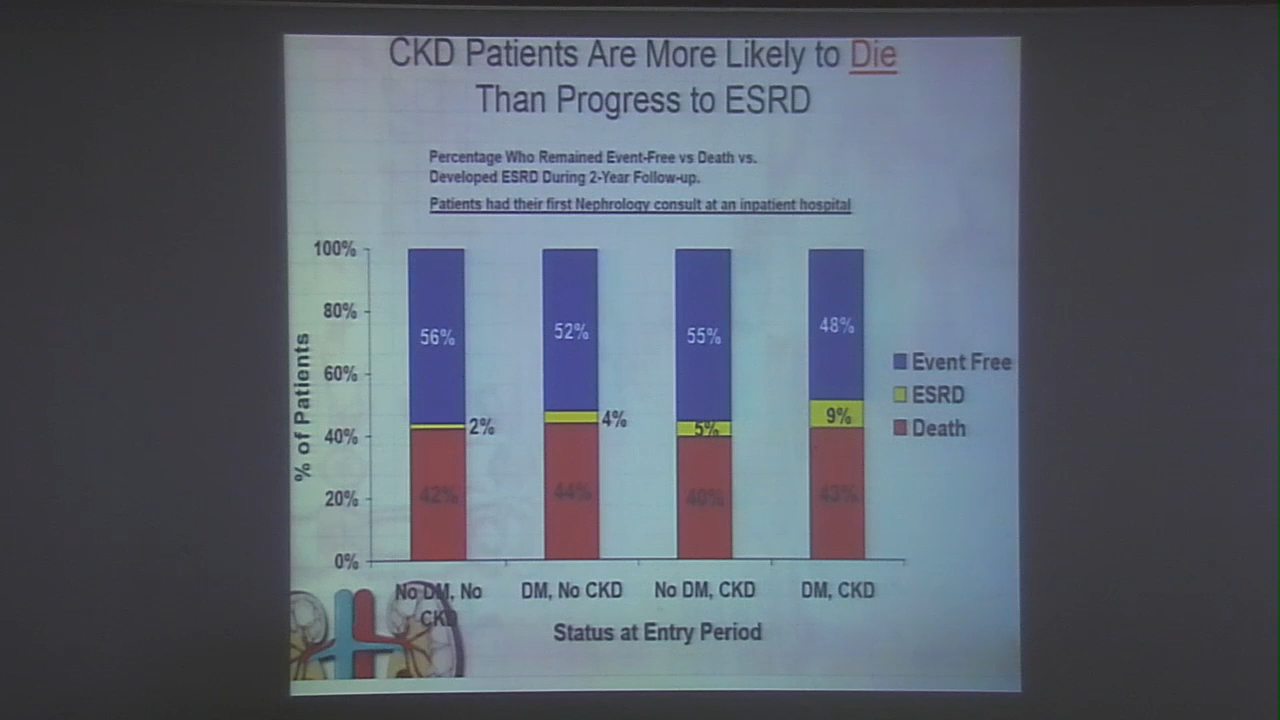 CKD Patients Are More Likely to Die
Than Progress to ESRD
Percentage Who Remained Event-Free vs Death vs.
Developed ESRD During 2-Year Follow-up.
Patients had their first Nephrology consult at an inpatient hospital
100%
80%
60%
40%
20%
0%
% of Patients
56%
52%
55%
48%
2%
4%
5%
9%
42%
44%
40%
43%
Event Free
ESRD
Death
No DM, No
CKD
DM, No CKD
No DM, CKD
DM, CKD
Status at Entry Period